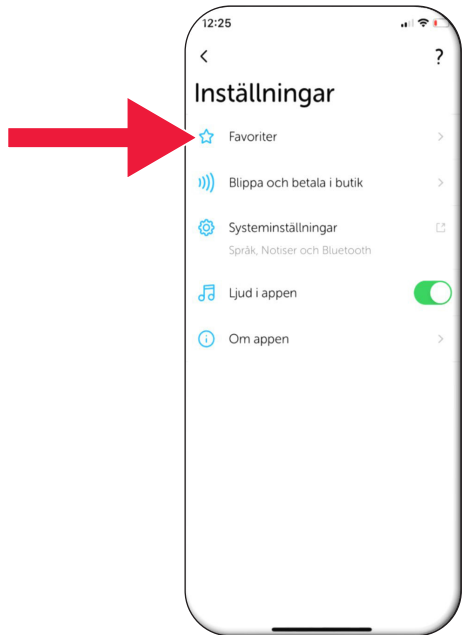 12:25
?
Inställningar
Favoriter
Blippa och betala i butik
Systeminställningar
Språk, Notiser och Bluetooth
Ljud i appen
Om appen